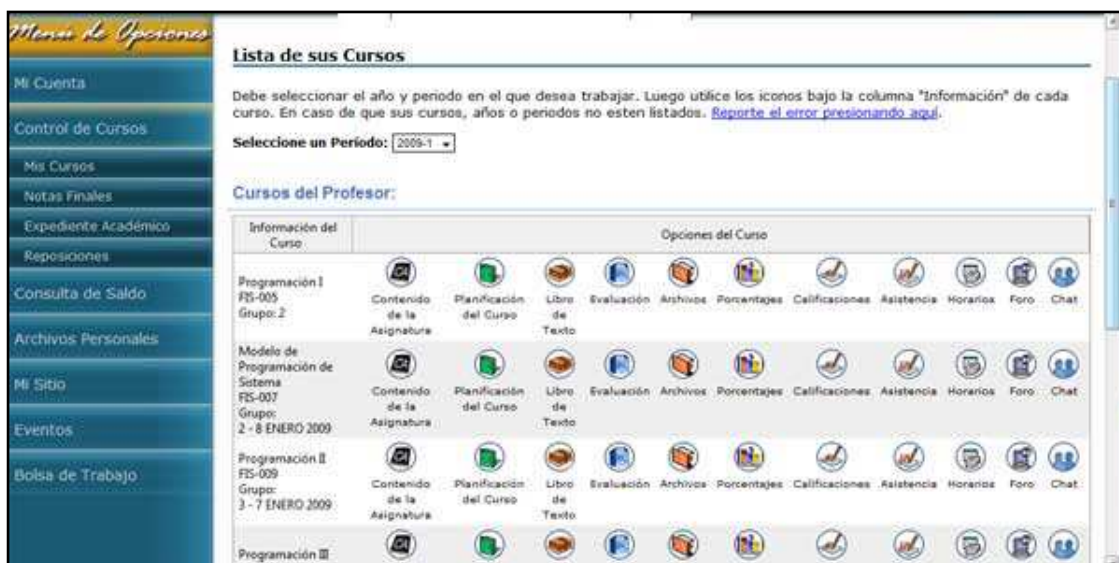 Menú de Opciones
Mi Cuenta
Control de Cursos
Mis Cursos
Notas Finales
Expediente Académico
Reposiciones
Consulta de Saldo
Archivos Personales
Mi Sitio
Eventos
Bolsa de Trabajo
Lista de sus Cursos
Debe seleccionar el año y periodo en el que desea trabajar. Luego utilice los iconos bajo la columna "Información" de cada
curso. En caso de que sus cursos, años o periodos no esten listados. Reporte el error presionando aquí.
Seleccione un Período: 2009-1
Cursos del Profesor:
Información del
Curso
Opciones del Curso
Programación I
FIS-005
Grupo: 2
Contenido
de la
Asignatura
Planificación
del Curso
Libro
de
Texto
Evaluación
Archivos
Porcentajes
Calificaciones
Asistencia
Horarios
Foro
Chat
Modelo de
Programación de
Sistema
FIS-007
Grupo:
2 - 8 ENERO 2009
Contenido
de la
Asignatura
Planificación
del Curso
Libro
de
Texto
Evaluación
Archivos
Porcentajes
Calificaciones
Asistencia
Horarios
Foro
Chat
Programación II
FIS-009
Grupo:
3 - 7 ENERO 2009
Contenido
de la
Asignatura
Planificación
del Curso
Libro
de
Texto
Evaluación
Archivos
Porcentajes
Calificaciones
Asistencia
Horarios
Foro
Chat
Programación III